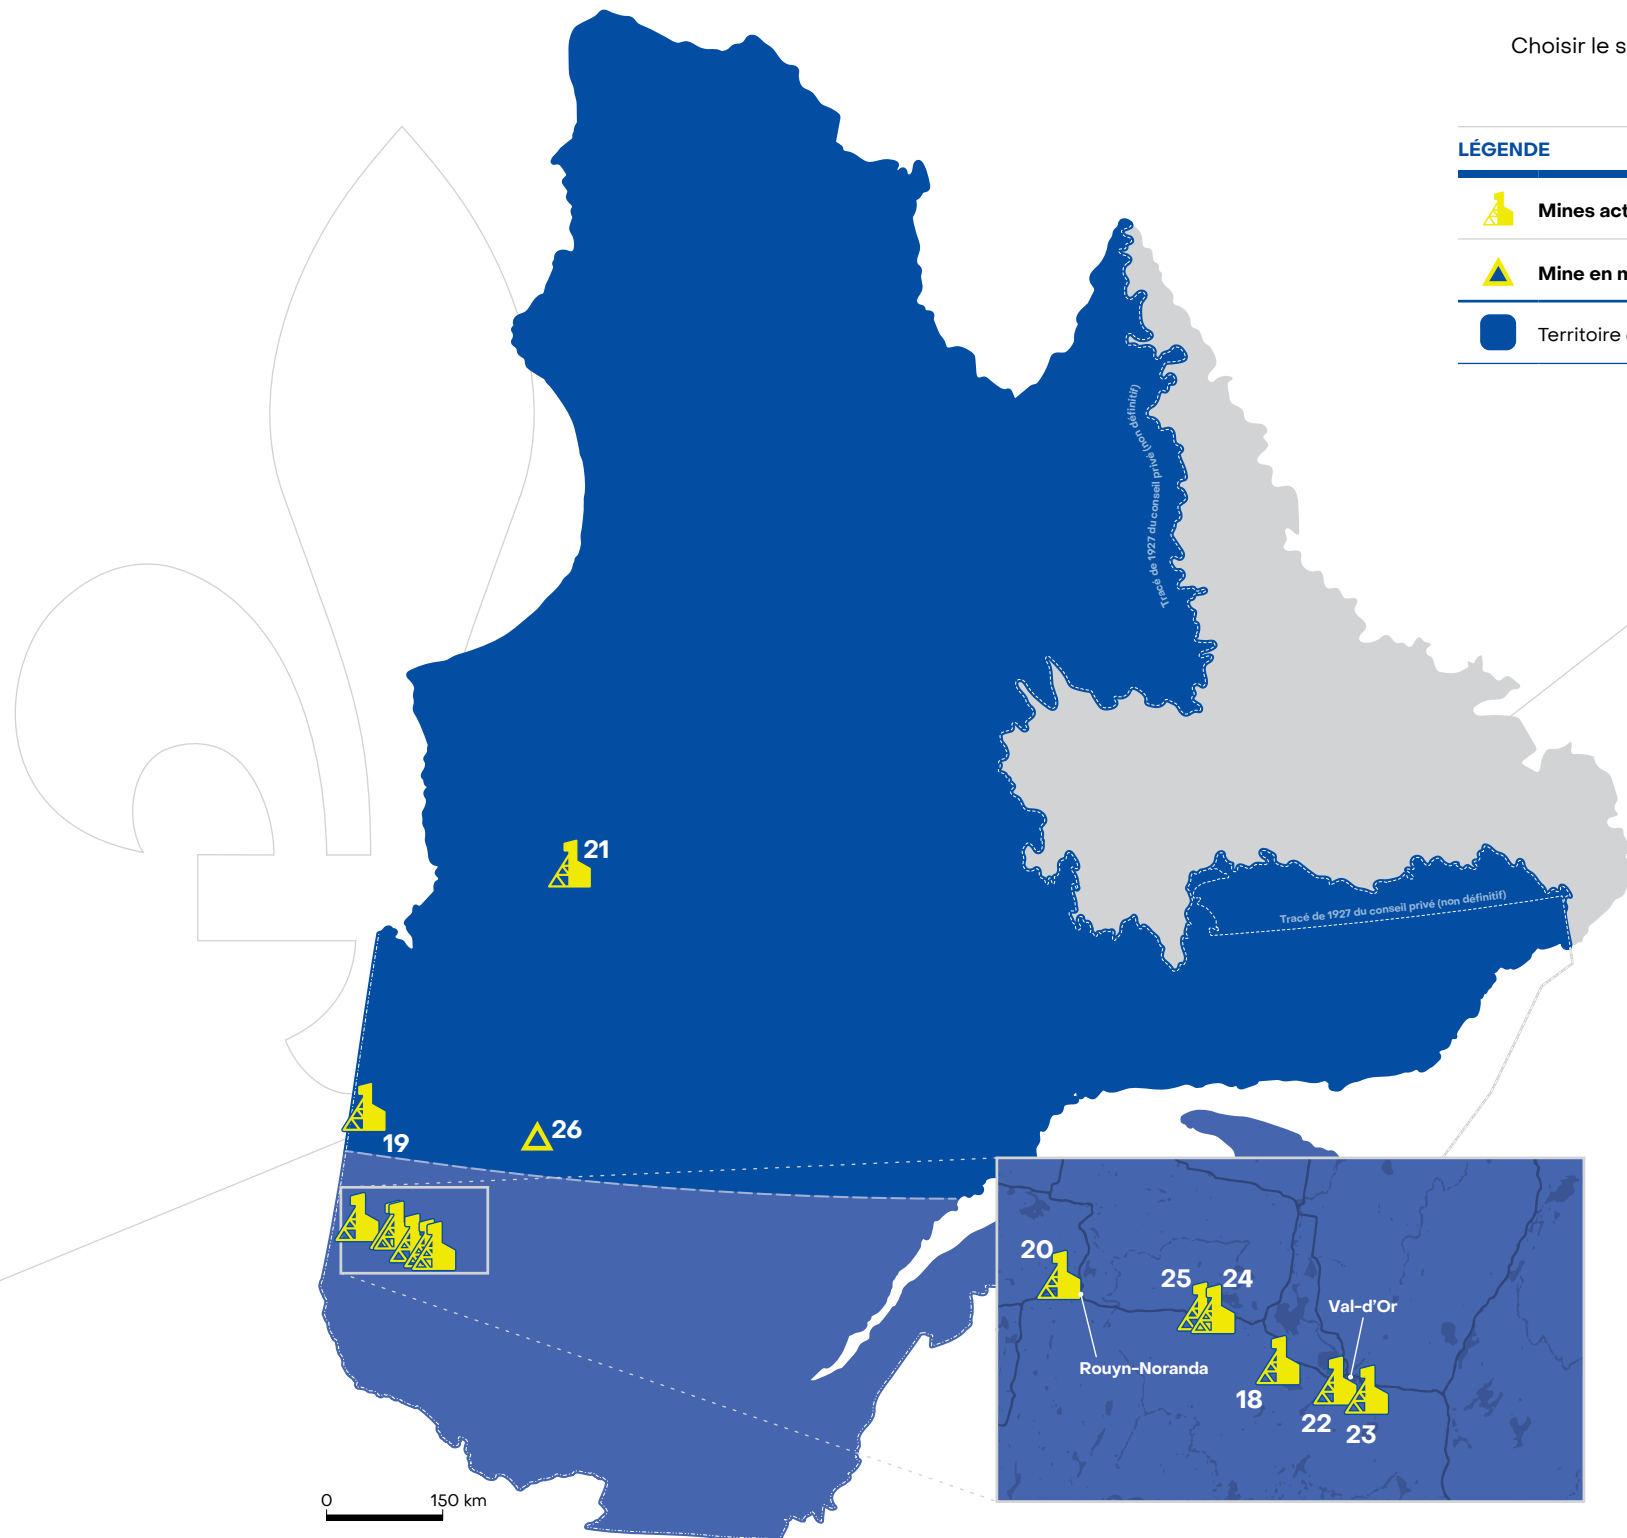 Choisir le s
LÉGENDE
Mines act
Mine en m
Territoire
Tracé de 1927 du conseil privé (non définitif)
21
Tracé de 1927 du conseil privé (non définitif)
19
26
20
25
24
Val-d'Or
Rouyn-Noranda
18
22
23
0 150 km